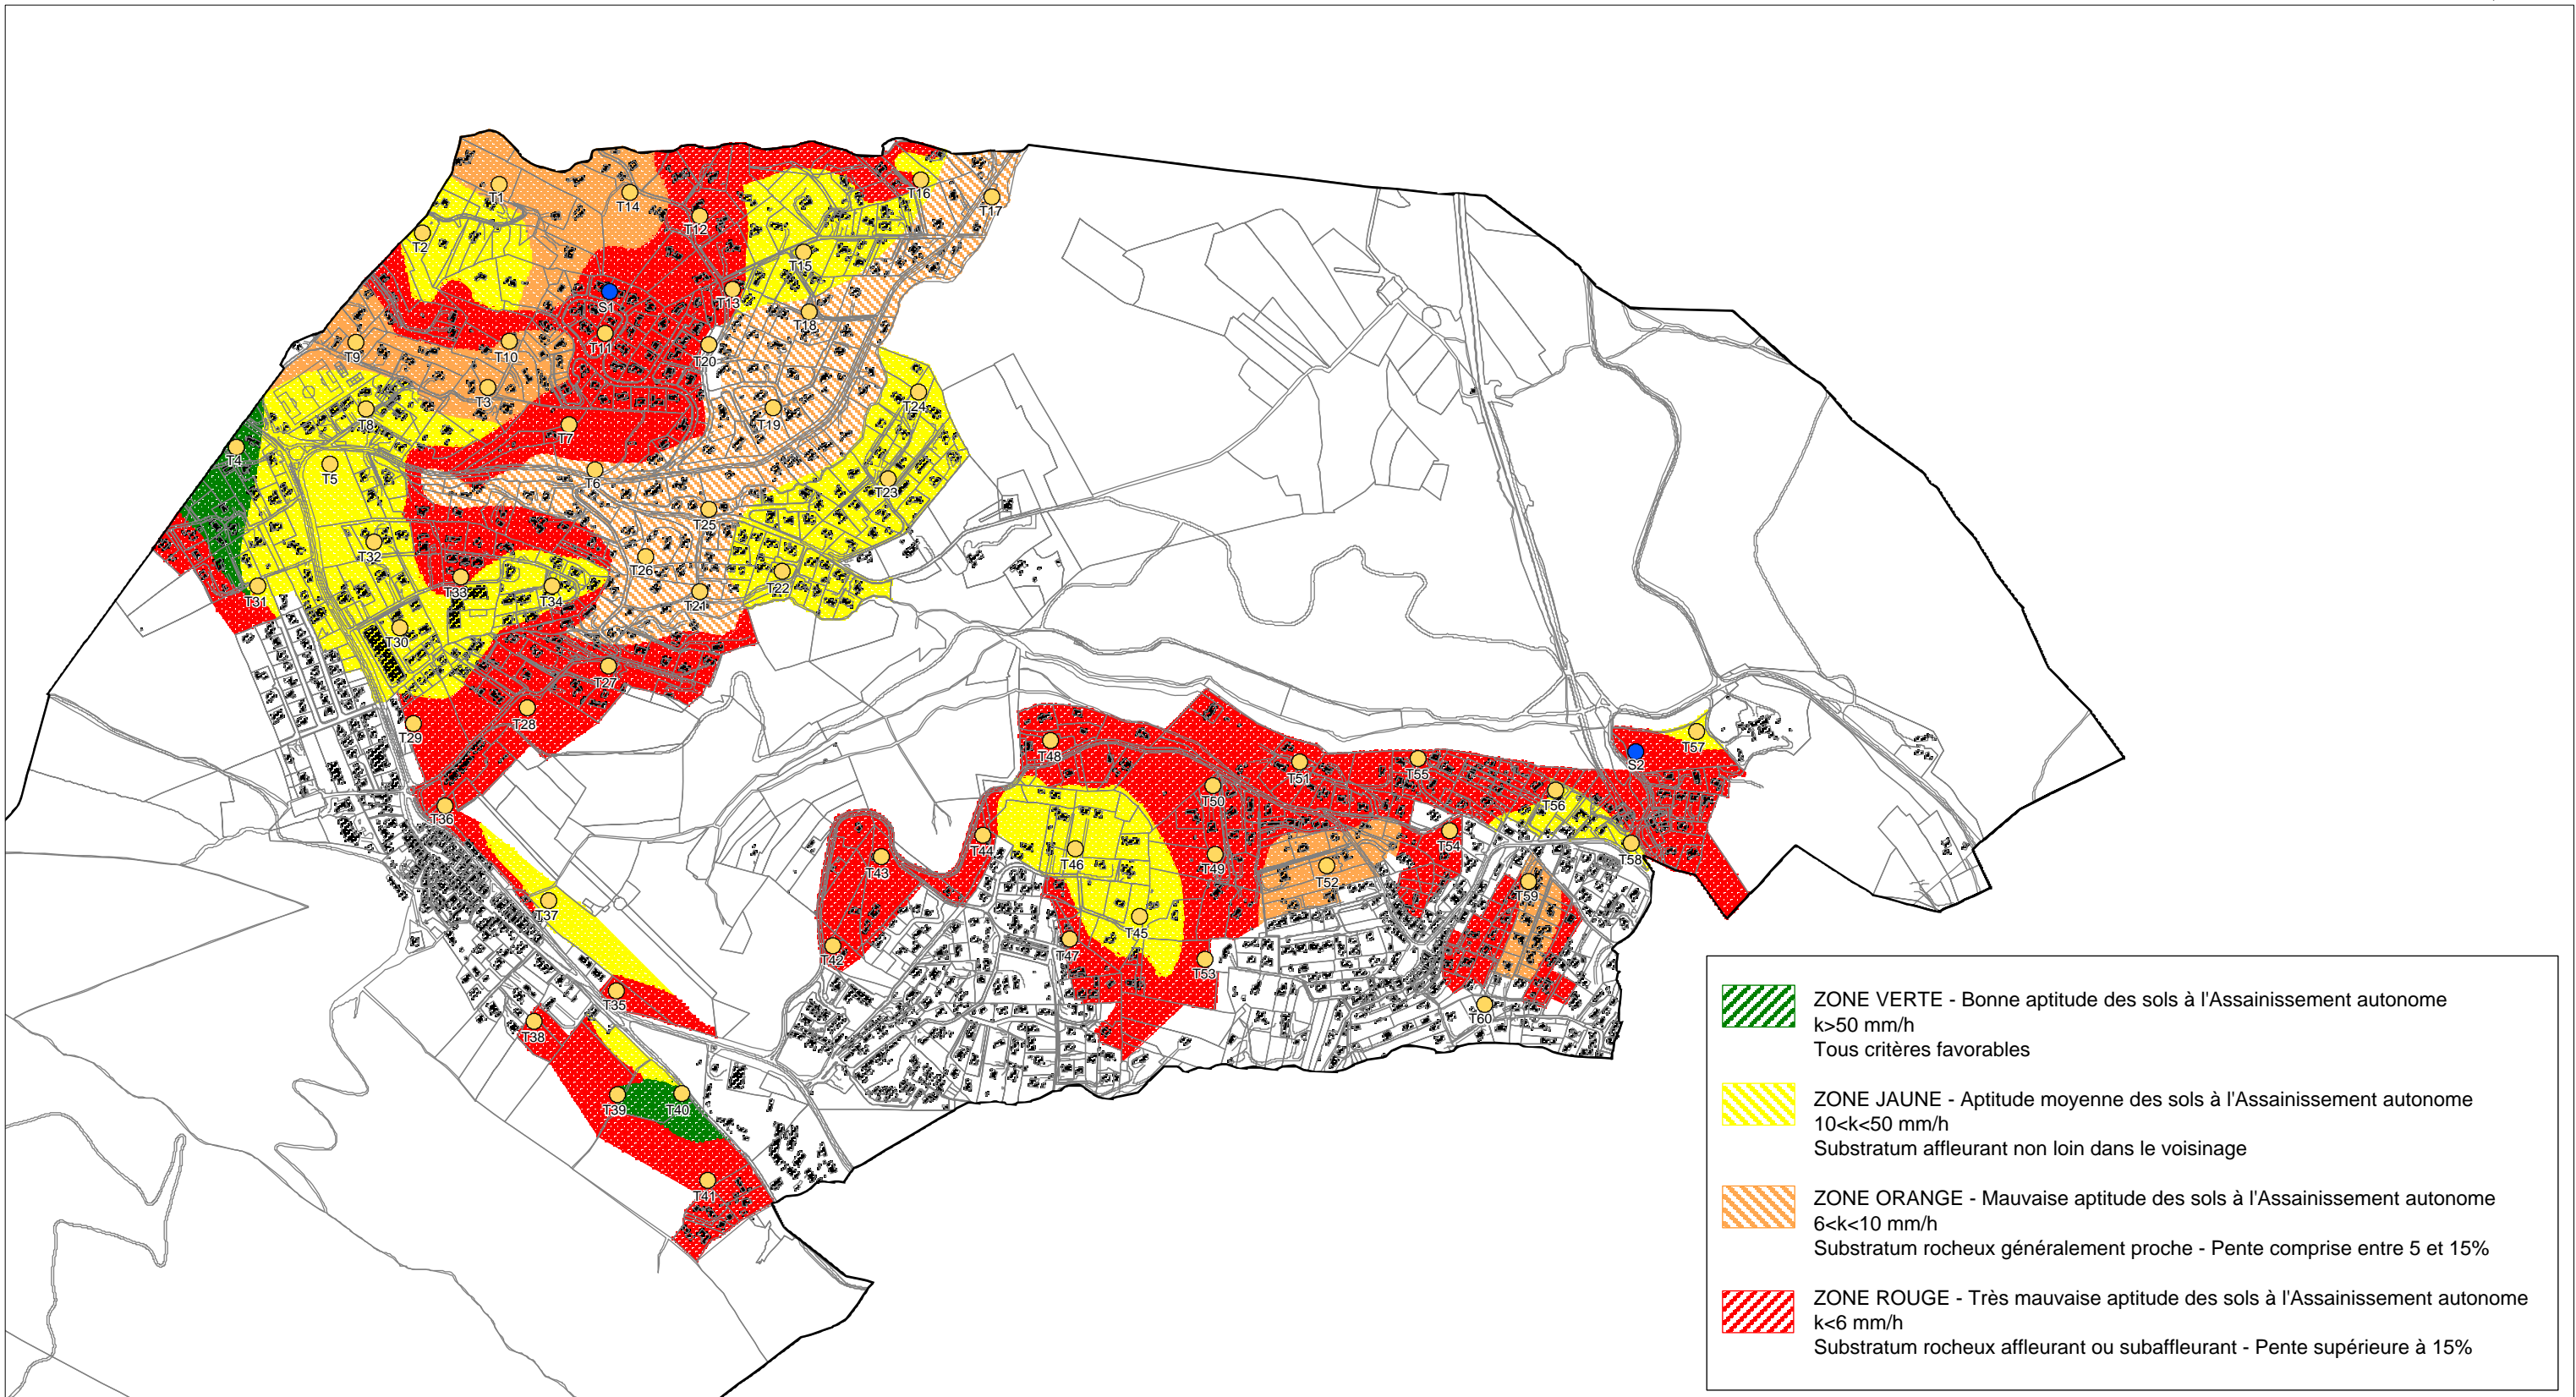 T1
T14
T16
T17
T12
T2
T15
T13
S1
T18
T9
T10
T11
T20
T3
T24
T8
T19
T7
T4
T5
T6
T23
T25
T32
T26
T22
T33
T34
T21
T31
T30
T27
T28
T29
T48
T57
S2
T51
T55
T50
T56
T36
T44
T54
T58
T46
T43
T49
T52
T59
T37
T45
T42
T47
T53
T35
T60
T38
T39
T40
T41
ZONE VERTE - Bonne aptitude des sols à l'Assainissement autonome
k>50 mm/h
Tous critères favorables
ZONE JAUNE - Aptitude moyenne des sols à l'Assainissement autonome
10<k<50 mm/h
Substratum affleurant non loin dans le voisinage
ZONE ORANGE - Mauvaise aptitude des sols à l'Assainissement autonome
6<k<10 mm/h
Substratum rocheux généralement proche - Pente comprise entre 5 et 15%
ZONE ROUGE - Très mauvaise aptitude des sols à l'Assainissement autonome
k<6 mm/h
Substratum rocheux affleurant ou subaffleurant - Pente supérieure à 15%